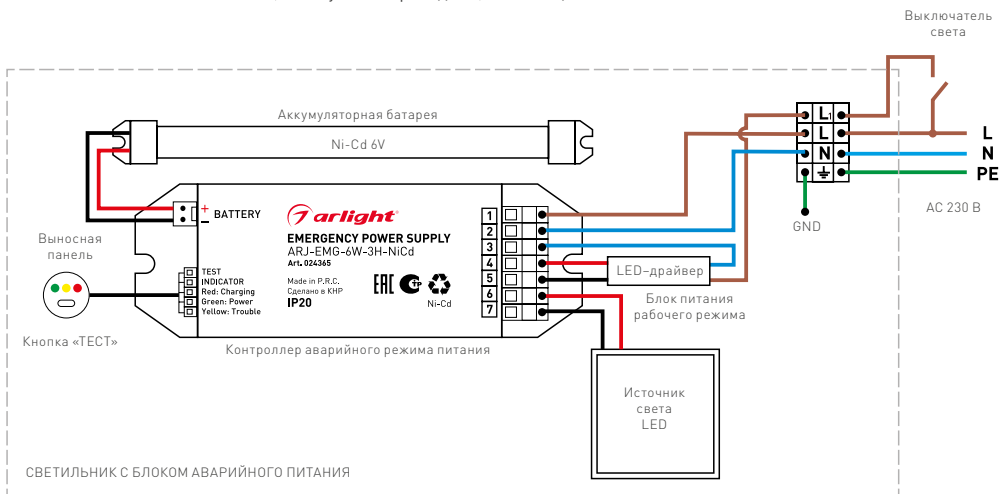 Выключатель
света
Аккумуляторная батарея
Ni-Cd 6V
L1
L
N
L
N
PE
AC 230 В
GND
+
–
BATTERY
arlight
EMERGENCY POWER SUPPLY
ARJ-EMG-6W-3H-NiCd
Art. 024365
Made in P.R.C.
Сделано в КНР
IP20
EAC
Ni-Cd
TEST
INDICATOR
Red: Charging
Green: Power
Yellow: Trouble
1
2
3
4
5
6
7
Выносная
панель
Кнопка «ТЕСТ»
LED-драйвер
Блок питания
рабочего режима
Контроллер аварийного режима питания
Источник
света
LED
СВЕТИЛЬНИК С БЛОКОМ АВАРИЙНОГО ПИТАНИЯ